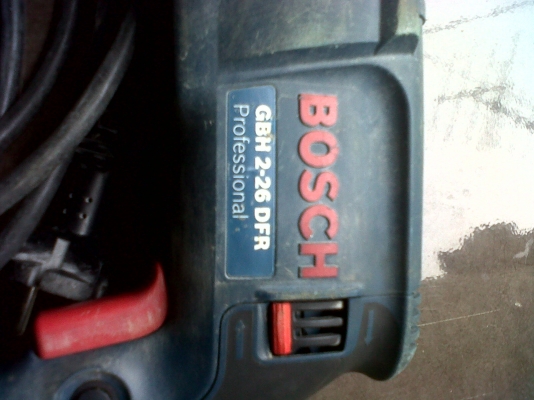 BOSCH
GBH 2-26 DFR
Professional